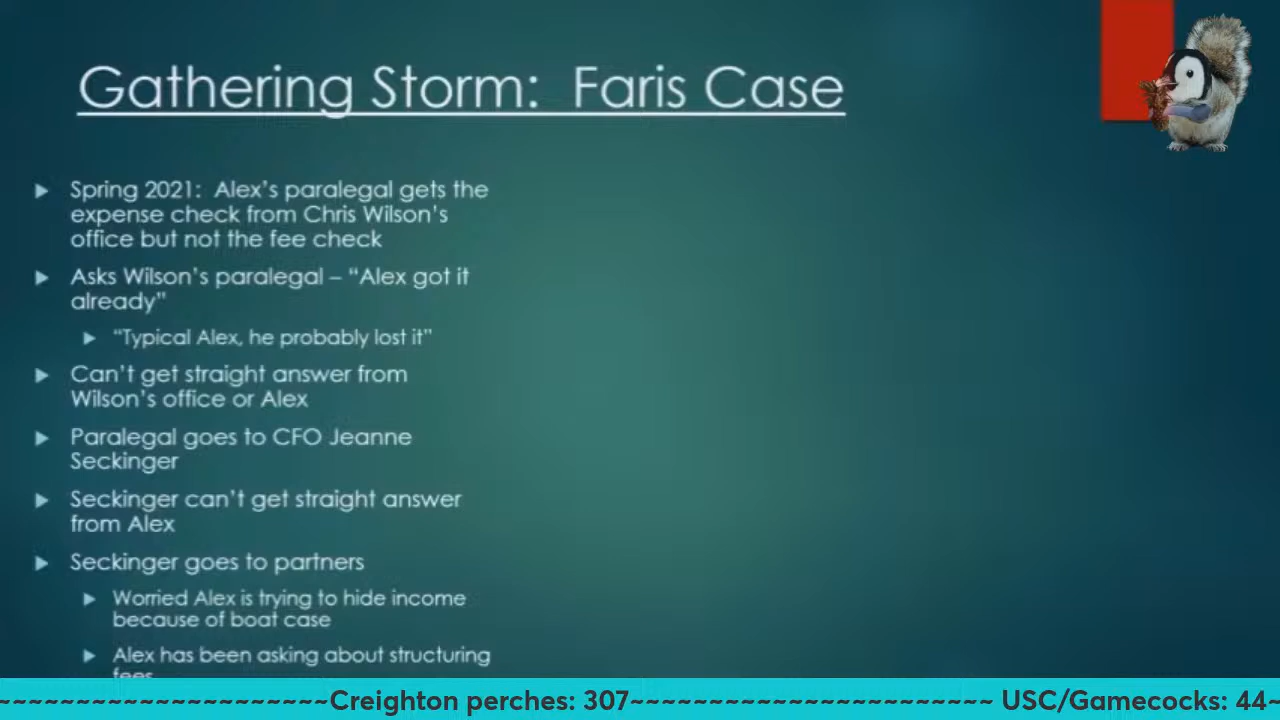 Gathering Storm: Faris Case
Spring 2021: Alex's paralegal gets the
expense check from Chris Wilson's
office but not the fee check
Asks Wilson's paralegal – "Alex got it
already"
"Typical Alex, he probably lost it"
Can't get straight answer from
Wilson's office or Alex
Paralegal goes to CFO Jeanne
Seckinger
Seckinger can't get straight answer
from Alex
Seckinger goes to partners
Worried Alex is trying to hide income
because of boat case
Alex has been asking about structuring
fees
~~~~~~~~~~~~~~~~~~~~~Creighton perches: 307~~~~~~~~~~~~~~~~~~~~~~~ USC/Gamecocks: 44~